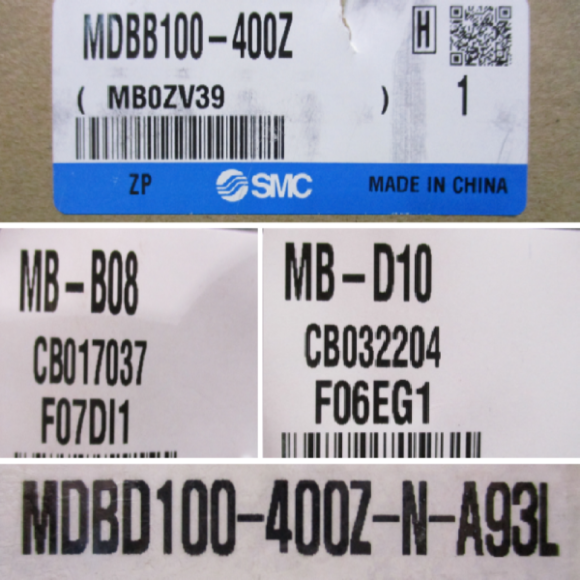 MDBB100-400Z
H
( MB0ZV39 )
1
ZP
SMC
MADE IN CHINA
MB-B08
CB017037
F07DI1
MB-D10
CB032204
F06EG1
MDBD100-400Z-N-A93L